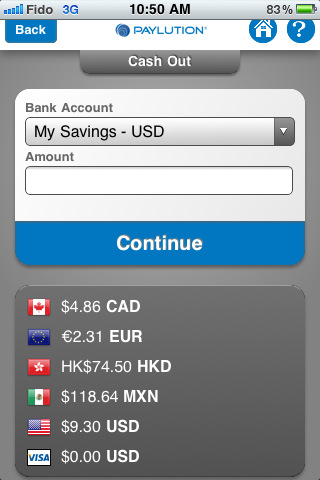 Fido 3G 10:50 AM 83%
Back PAYLUTION ?
Cash Out
Bank Account
My Savings - USD
Amount
Continue
$4.86 CAD
€2.31 EUR
HK$74.50 HKD
$118.64 MXN
$9.30 USD
VISA $0.00 USD